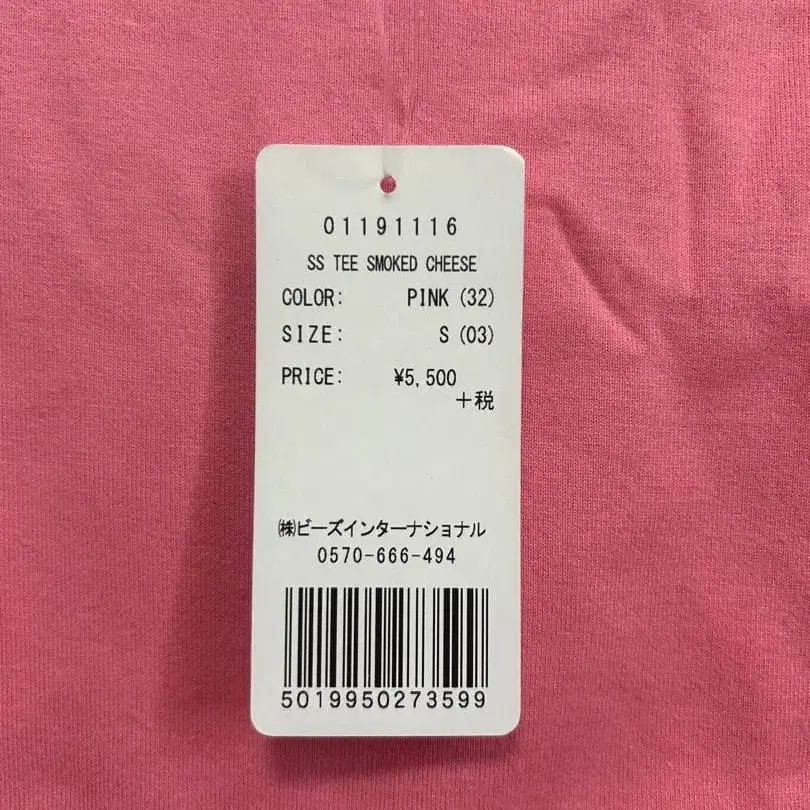 01191116
SS TEE SMOKED CHEESE
COLOR: PINK (32)
SIZE: S (03)
PRICE: ¥5,500
+税
㈱ビーズインターナショナル
0570-666-494
5019950273599